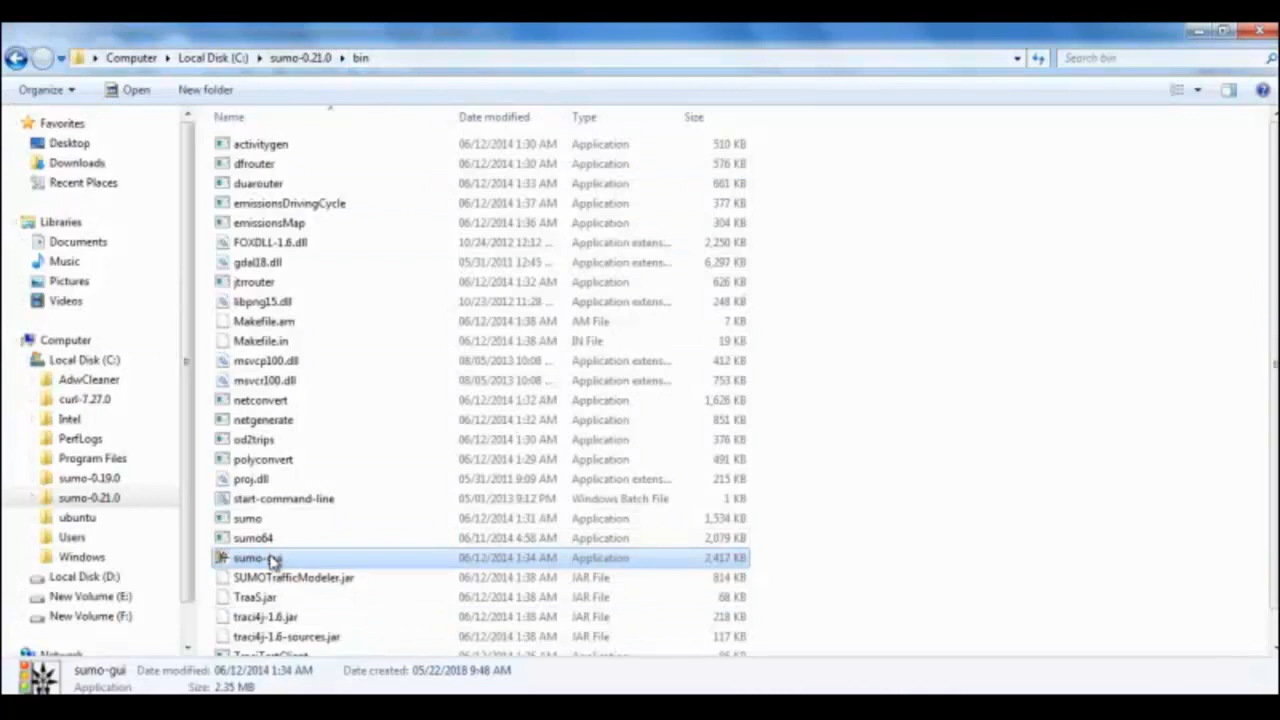 Computer Local Disk (C:) sumo-0.21.0 bin Search bin
Organize Open New folder
Name Date modified Type Size
Favorites
Desktop
Downloads
Recent Places
Libraries
Documents
Music
Pictures
Videos
Computer
Local Disk (C:)
AdwCleaner
curl-7.27.0
Intel
PerfLogs
Program Files
sumo-0.19.0
sumo-0.21.0
ubuntu
Users
Windows
Local Disk (D:)
New Volume (E:)
New Volume (F:)
activitygen 06/12/2014 1:30 AM Application 510 KB
dfrouter 06/12/2014 1:30 AM Application 576 KB
duarouter 06/12/2014 1:33 AM Application 661 KB
emissionsDrivingCycle 06/12/2014 1:37 AM Application 377 KB
emissionsMap 06/12/2014 1:36 AM Application 304 KB
FOXDLL-1.6.dll 10/24/2012 12:12 ... Application extens... 2,250 KB
gdal18.dll 05/31/2011 12:45 ... Application extens... 6,297 KB
jtrrouter 06/12/2014 1:32 AM Application 626 KB
libpng15.dll 10/23/2012 11:28 ... Application extens... 248 KB
Makefile.am 06/12/2014 1:38 AM AM File 7 KB
Makefile.in 06/12/2014 1:38 AM IN File 19 KB
msvcp100.dll 08/05/2013 10:08 ... Application extens... 412 KB
msvcr100.dll 08/05/2013 10:08 ... Application extens... 753 KB
netconvert 06/12/2014 1:32 AM Application 1,626 KB
netgenerate 06/12/2014 1:32 AM Application 851 KB
od2trips 06/12/2014 1:30 AM Application 376 KB
polyconvert 06/12/2014 1:29 AM Application 491 KB
proj.dll 05/31/2011 9:09 AM Application extens... 215 KB
start-command-line 05/01/2013 9:12 PM Windows Batch File 1 KB
sumo 06/12/2014 1:31 AM Application 1,534 KB
sumo64 06/11/2014 4:58 AM Application 2,079 KB
sumo-gui 06/12/2014 1:34 AM Application 2,417 KB
SUMOTrafficModeler.jar 06/12/2014 1:38 AM JAR File 814 KB
TraaS.jar 06/12/2014 1:38 AM JAR File 68 KB
traci4j-1.6.jar 06/12/2014 1:38 AM JAR File 218 KB
traci4j-1.6-sources.jar 06/12/2014 1:38 AM JAR File 117 KB
sumo-gui Date modified: 06/12/2014 1:34 AM Date created: 05/22/2018 9:48 AM
Application Size: 2.35 MB